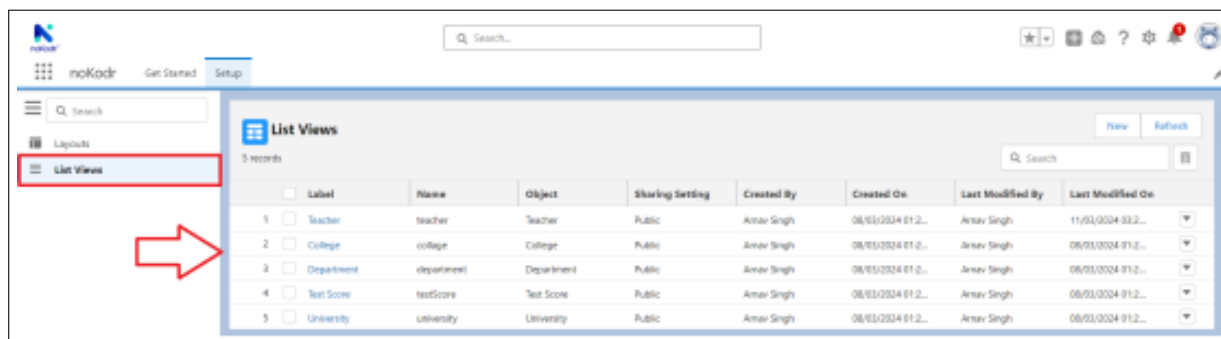 noKodr
Search...
noKodr Get Started Setup
Search
Layouts
List Views
List Views
New Refresh
5 records
Search
Label Name Object Sharing Setting Created By Created On Last Modified By Last Modified On
1 Teacher teacher Teacher Public Arnav Singh 08/03/2024 01:2... Arnav Singh 11/03/2024 03:2...
2 College collage College Public Arnav Singh 08/03/2024 01:2... Arnav Singh 08/03/2024 01:2...
3 Department department Department Public Arnav Singh 08/03/2024 01:2... Arnav Singh 08/03/2024 01:2...
4 Test Score testScore Test Score Public Arnav Singh 08/03/2024 01:2... Arnav Singh 08/03/2024 01:2...
5 University university University Public Arnav Singh 08/03/2024 01:2... Arnav Singh 08/03/2024 01:2...